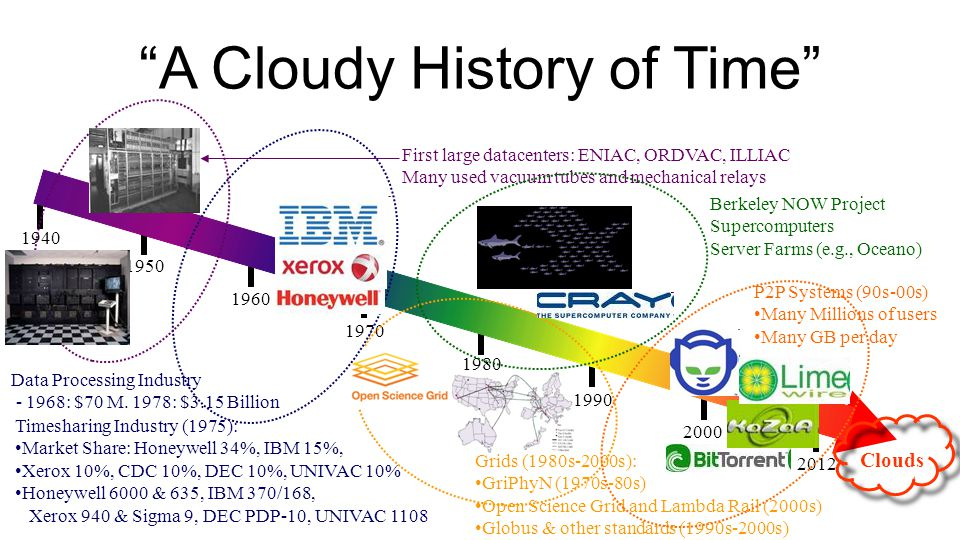 “A Cloudy History of Time”
First large datacenters: ENIAC, ORDVAC, ILLIAC
Many used vacuum tubes and mechanical relays
Berkeley NOW Project
Supercomputers
Server Farms (e.g., Oceano)
1940
1950
1960
1970
1980
1990
2000
2012
IBM
xerox
Honeywell
CRAY
THE SUPERCOMPUTER COMPANY
P2P Systems (90s-00s)
•Many Millions of users
•Many GB per day
Open Science Grid
Lime
wire
KaZaA
BitTorrent
Clouds
Data Processing Industry
- 1968: $70 M. 1978: $3.15 Billion
Timesharing Industry (1975):
•Market Share: Honeywell 34%, IBM 15%,
•Xerox 10%, CDC 10%, DEC 10%, UNIVAC 10%
•Honeywell 6000 & 635, IBM 370/168,
Xerox 940 & Sigma 9, DEC PDP-10, UNIVAC 1108
Grids (1980s-2000s):
•GriPhyN (1970s-80s)
•Open Science Grid and Lambda Rail (2000s)
•Globus & other standards (1990s-2000s)